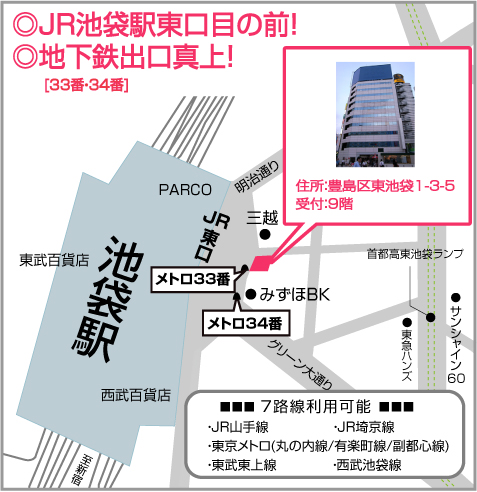 ◎JR池袋駅東口目の前!
◎地下鉄出口真上!
[33番・34番]
住所:豊島区東池袋1-3-5
受付:9階
PARCO
明治通り
JR東口
三越
東武百貨店
池袋駅
メトロ33番
首都高東池袋ランプ
みずほBK
メトロ34番
サンシャイン60
東急ハンズ
グリーン大通り
西武百貨店
至新宿
■■■ 7路線利用可能 ■■■
・JR山手線 ・JR埼京線
・東京メトロ(丸の内線/有楽町線/副都心線)
・東武東上線 ・西武池袋線